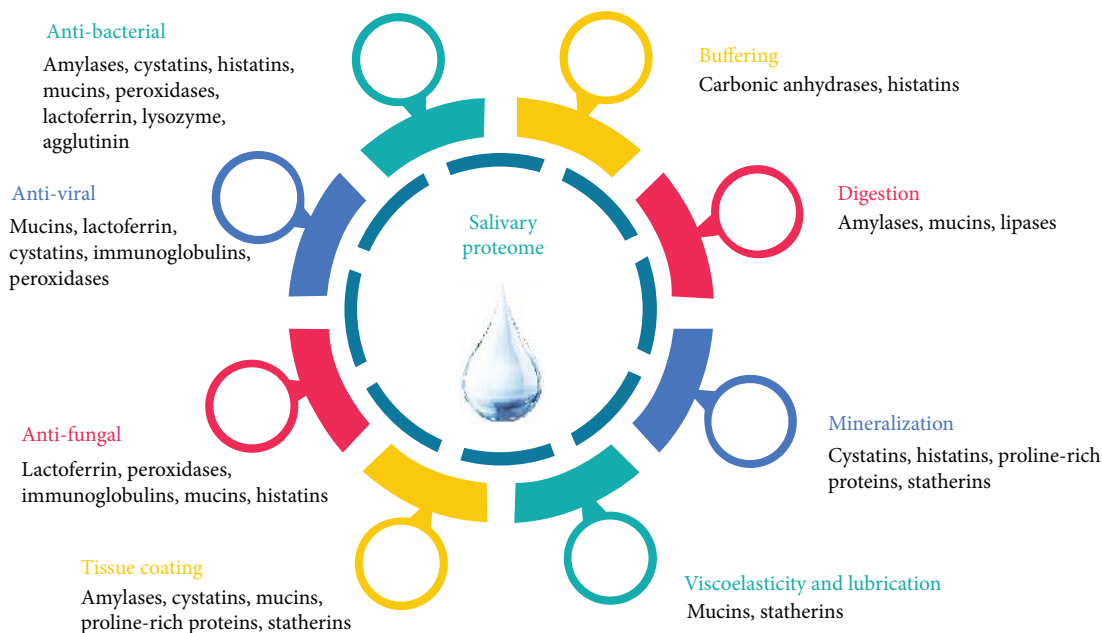 Anti-bacterial
Amylases, cystatins, histatins,
mucins, peroxidases,
lactoferrin, lysozyme,
agglutinin
Buffering
Carbonic anhydrases, histatins
Anti-viral
Mucins, lactoferrin,
cystatins, immunoglobulins,
peroxidases
Salivary
proteome
Digestion
Amylases, mucins, lipases
Anti-fungal
Lactoferrin, peroxidases,
immunoglobulins, mucins, histatins
Mineralization
Cystatins, histatins, proline-rich
proteins, statherins
Tissue coating
Amylases, cystatins, mucins,
proline-rich proteins, statherins
Viscoelasticity and lubrication
Mucins, statherins